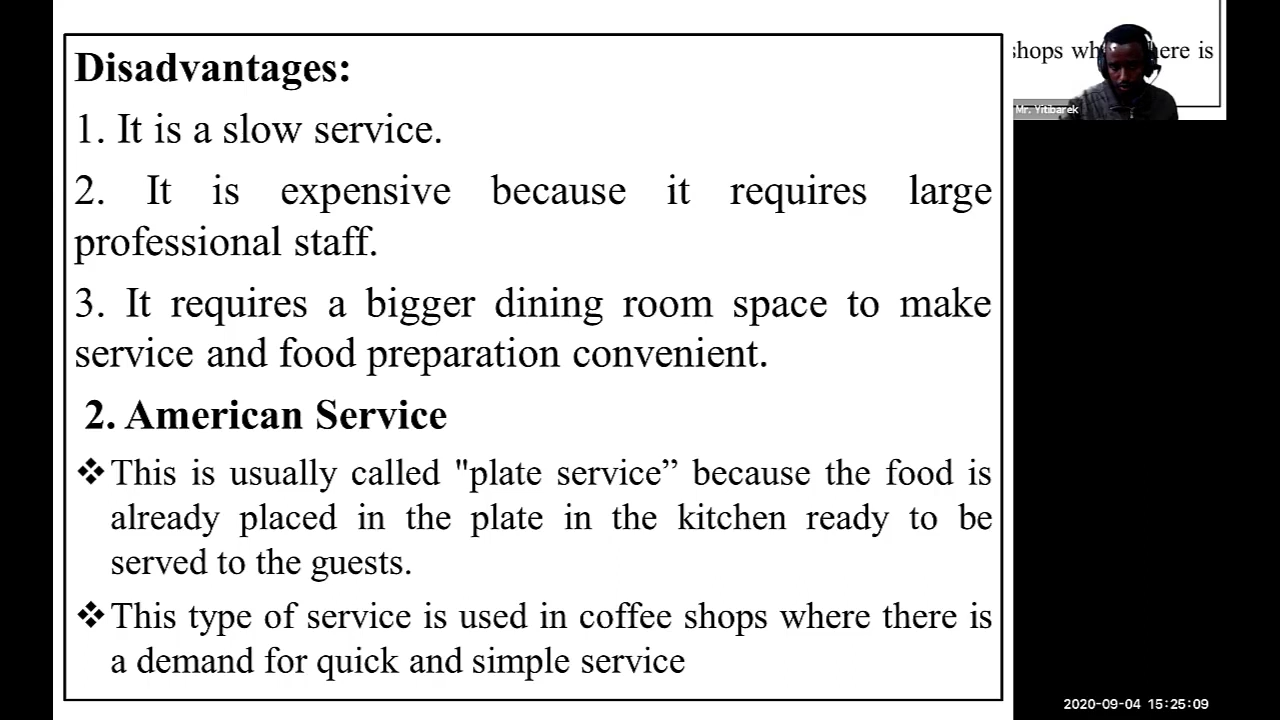 Disadvantages:
1. It is a slow service.
2. It is expensive because it requires large
professional staff.
3. It requires a bigger dining room space to make
service and food preparation convenient.
2. American Service
❖ This is usually called "plate service” because the food is
already placed in the plate in the kitchen ready to be
served to the guests.
❖ This type of service is used in coffee shops where there is
a demand for quick and simple service
shops wh ere is
Mr. Yitibarek
2020-09-04 15:25:09